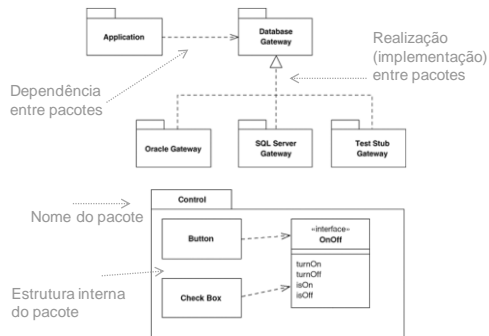 Application
Database
Gateway
Realização
(implementação)
entre pacotes
Dependência
entre pacotes
Oracle Gateway
SQL Server
Gateway
Test Stub
Gateway
Control
Nome do pacote
Button
«interface»
OnOff
turnOn
turnOff
isOn
isOff
Check Box
Estrutura interna
do pacote